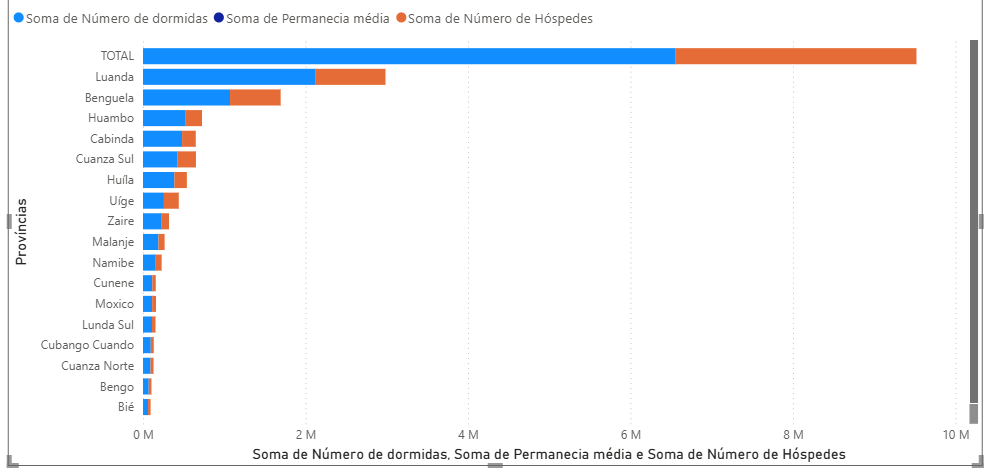 Soma de Número de dormidas Soma de Permanecia média Soma de Número de Hóspedes
TOTAL
Luanda
Benguela
Huambo
Cabinda
Cuanza Sul
Huíla
Uíge
Zaire
Malanje
Namibe
Cunene
Moxico
Lunda Sul
Cubango Cuando
Cuanza Norte
Bengo
Bié
Províncias
0 M 2 M 4 M 6 M 8 M 10 M
Soma de Número de dormidas, Soma de Permanecia média e Soma de Número de Hóspedes